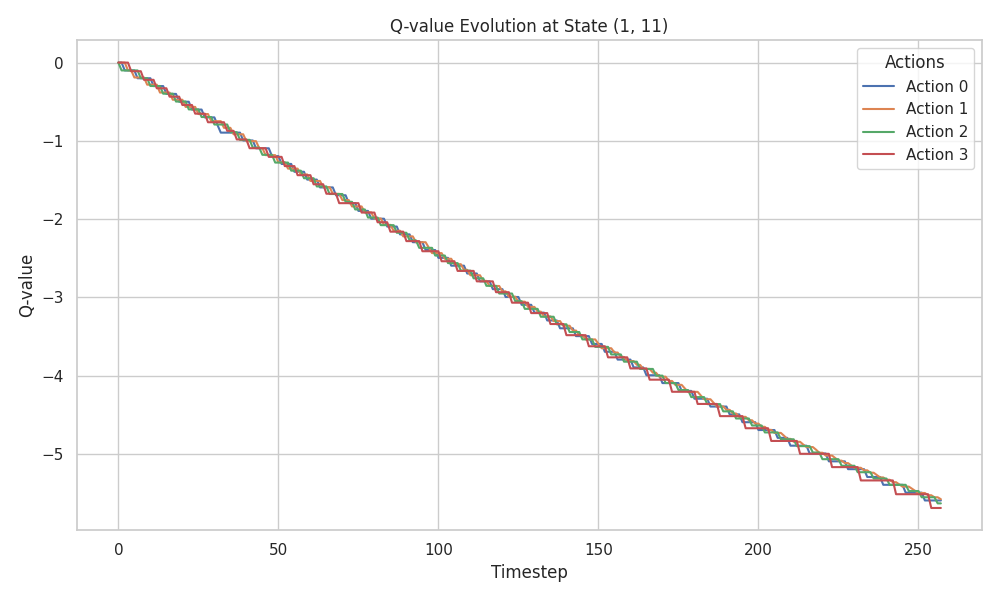 Q-value Evolution at State (1, 11)
Actions
Action 0
Action 1
Action 2
Action 3
Q-value
0
−1
−2
−3
−4
−5
0 50 100 150 200 250
Timestep